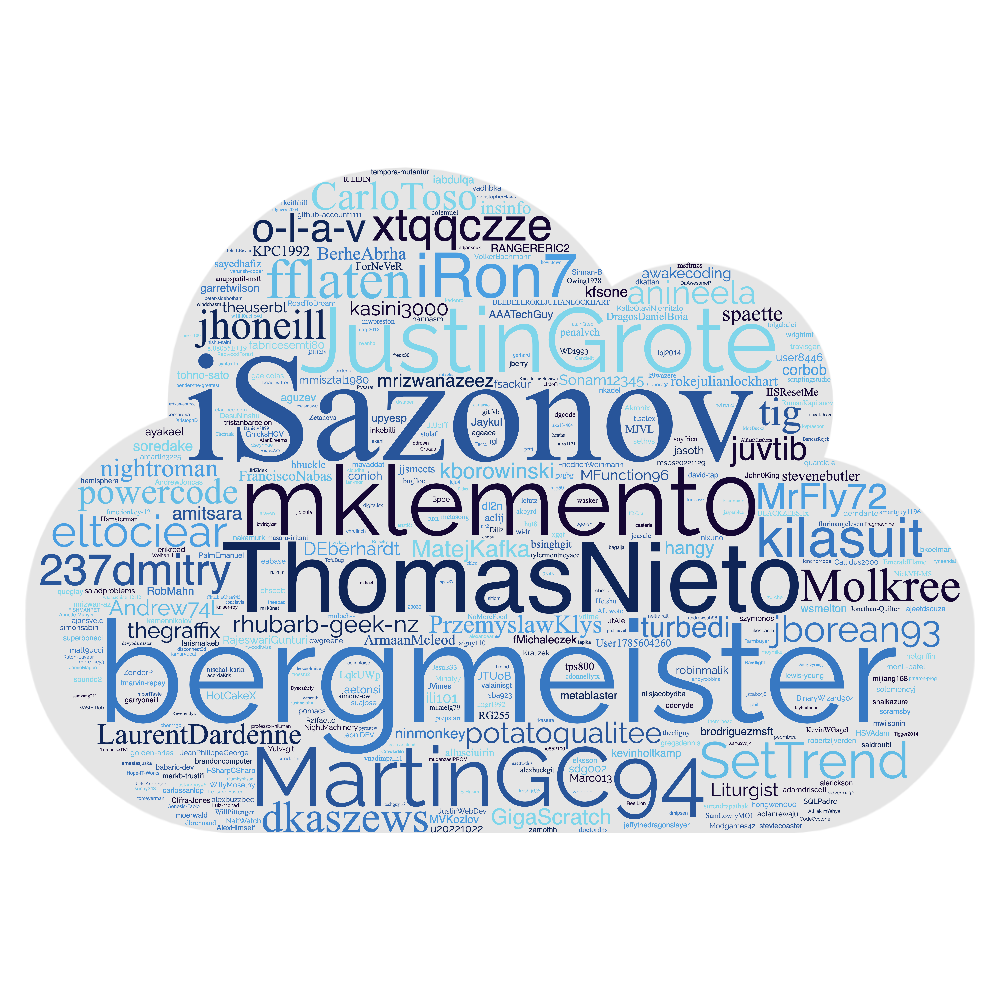 tempora-mutantur
R-LIBIN
iabdulqa
CarloToso
vadhbka
ChristopherHaws
rkeithhill
insinfo
nlguerra2003
github-account1111
colemuel
o-l-a-v
xtqqczze
JohnLBevan
KPC1992
BerheAbrha
adjackouk
RANGERERIC2
VolkerBachmann
howntown
sayedhafiz
varunsh-coder
fflaten
ForNeVeR
iRon7
Simran-B
Owing1978
msftrncs
awakecoding
dkattan
DaAwesomeP
anupspatil-msft
garretwilson
kfsone
anineela
peter-sidebotham
windchasm
theuserbl
RoadToDream
kasini3000
kadenro
BEEDELLROKEJULIANLOCKHART
KalleOlaviNiemitalo
w1tht0uchp4d
mwpreston
hannasm
AAATechGuy
DragosDanielBoia
spaette
jhoneill
JustinGrote
alainQtec
penalvch
tolgabalci
Lioness100
nishu-saini
darg2012
wrightmt
8.08055E+19
fabricesemti80
nyanhp
travisgan
RedwoodForest
j3l11234
fredx30
gerhard
WD1993
Candelit
lbj2014
user8446
syntax-tm
jberry
tohno-sato
gaelcolas
darderik
totkeks
corbob
bender-the-greatest
beau-witter
mmisztal1980
mrizwanazeez
fsackur
KatsutoshiOtogawa
clr2of8
Sonam12345
k9wazere
Conorc32
rokejulianlockhart
scriptingstudio
Pvsaraf
nkadel
IISResetMe
iSazonov
urizen-source
aguzev
ewisniew0
dwtaber
dartacao
Akronix
nohwnd
tig
RomanKapitanov
kemaruya
XristophD
clarence-chm
DesuNinshu
tristanbarcelon
Zetanova
upyesp
gitfvb
Jaykul
dgcode
tlsalex
ncook-hxgn
ayakael
Thefrank
Danielv8899
GnicksHGV
AtariDreams
inkebilli
JJJcfff
stolaf
agaace
aka13-404
heaths
MJVL
MoeBuckz
kvprasoon
soredake
dseynhae
Andy-AO
lakani
ddrown
Cruaaa
Terr4
rgl
afvs1121
petrj
sethvs
soyfrien
AlfianMusthofa
BartoszRojek
amartin3225
jasoth
juvtib
nightroman
hbuckle
mavaddat
FriedrichWeinmann
msps20221129
quanticle
JiriZidek
cloudhal
jjsmeets
kborowinski
hemisphera
AndrewJoncas
FranciscoNabas
conioh
ian-mor
buglloc
juju4
gogbg
MFunction96
david-tap
John0King
stevenebutler
powercode
mklemento
Tadas
mjg59
MrFly72
functionkey-12
Haraven
digitalisx
Bpoe
dl2n
a
lclutz
wasker
kimsey0
Flameancer
BLACKZEESHx
demdante
smartguy1196
Hamsterman
amitsara
kwirkykat
jidicula
RDIL
metasong
aelij
akbyrd
PR-Liu
jasparblue
florinangelescu
Fragmachine
eltociear
chrullrich
astatide
air2
Diliz
hut8
wi-fr
ago-shi
casterle
kilasuit
nakamurk
masaru-iritani
zivkan
Botschy
choby
xgqt
jcasale
nixuno
erikread
WeihanLi
PalmEmanuel
DEberhardt
MatejKafka
bsinghgit
bagajjal
hangy
bkoelman
237dmitry
eabase
TofuBug
rklec
tylermontneyacc
HonchoMode
Callidus2000
EmeraldFlame
ryneandal
ThomasNieto
TKFluff
okhoel
spaz87
3N4N
Molkree
NickVH-MS
queglay
saladproblems
RobMahn
chscott
sitiom
ehmiiz
zurcher
warmachine112112
ChuckieChen945
conclavia
theebad
mrizwan-az
FISHMANPET
Annette-Munyiri
Andrew74L
kaiser-roy
m1k0net
29039
Hetshu
wsmelton
Jonathan-Quilter
ajeetdsouza
ajansveld
kamennikolov
moloch--
NoMoreFood
vritme
ALiwoto
neilfairall
andrewsuh98
szymonos
simonsabin
thegraffix
rhubarb-geek-nz
PrzemyslawKlys
LutAle
g-chauvel
turbedi
ilikesearch
jborean93
superbonaci
devyodamaster
farismalaeb
RajeswariGunturi
cwgreene
ArmaanMcleod
alexandear
aiguy110
fMichaleczek
tapika
User1785604260
Farmbuyer
mattgucci
disconnect3d
jamar50cal
hwoodiwiss
Kralizek
moymike
notgriffin
Raton-Laveur
mbreakey3
JamieMagee
bergmeister
colinblaise
nischal-karki
LacerdaKris
leocoolmitra
trossr32
Jesuis33
tznind
tps800
cdonnellytx
Ray0light
DougDyreng
monil-patel
ZonderP
LqkUWp
Mihaly7
JTUoB
robinmalik
andyrobbins
lewis-yeung
mijiang168
pmaron-prog
soundd2
tmarvin-repay
Dynesshely
aetonsi
JVimes
valainisgt
solomoncyj
samyang211
ImportTaste
garryoneill
HotCakeX
wmentha
justinetolin
simone-cw
suajose
ili101
sba923
metablaster
nilsjacobydba
jszabo98
BinaryWizard904
shaikazure
TWiStErRob
Reverendyz
p0macs
mikaelg79
lmgr1992
odonyde
phil-blain
Icybiubiubiu
scramsby
Lichen1130
professor-hillman
Raffaello
NightMachinery
prepstarr
RG255
rkasture
themrhead
mwilsonin
LaurentDardenne
pyrostew
leoniDEV
ninmonkey
potatoqualitee
thecliguy
brodriguezmsft
KevinWGagel
HSVAdam
Tigger2014
peombwa
robertzijverden
TurquoiseTNT
golden-aries
JeanPhilippeGeorge
Yulv-git
creative-cloud
Crawkidile
alluseiuirin
he852100
gregsdennis
tamasvajk
saldroubi
ernestasjuska
brandoncomputer
xmdanni
vnadimpalli1
mudanzasIPROM
elksson
kevinholtkamp
SetTrend
Hope-IT-Works
babaric-dev
FSharpCSharp
MartinGC94
maettu-this
alexbuckgit
sdg002
markb-trustifi
Gumbyohson
Marc013
Rick-Anderson
dastanmoy96
WillyMoselhy
alerickson
lilsunny243
carlossanlop
Treasure-Blister
S-Hakim
krish4638
svhelden
Liturgist
adamdriscoll
sidverma32
tomeyerman
Clifra-Jones
alexbuzzbee
ReelLion
SQLPadre
Genesis-Fabio
Luiz-Monad
techguy16
surendrapathak
hongwen000
moerwald
WillPittenger
dkaszews
JustinWebDev
GigaScratch
kimipsen
SamLowryMOI
aolanrewaju
AlHakimYahya
CodeCyclone
dbrennand
NaitWatch
MVKozlov
jeffythedragonslayer
Modgames42
steviecoaster
AlexHimself
u20221022
zamothh
doctordns